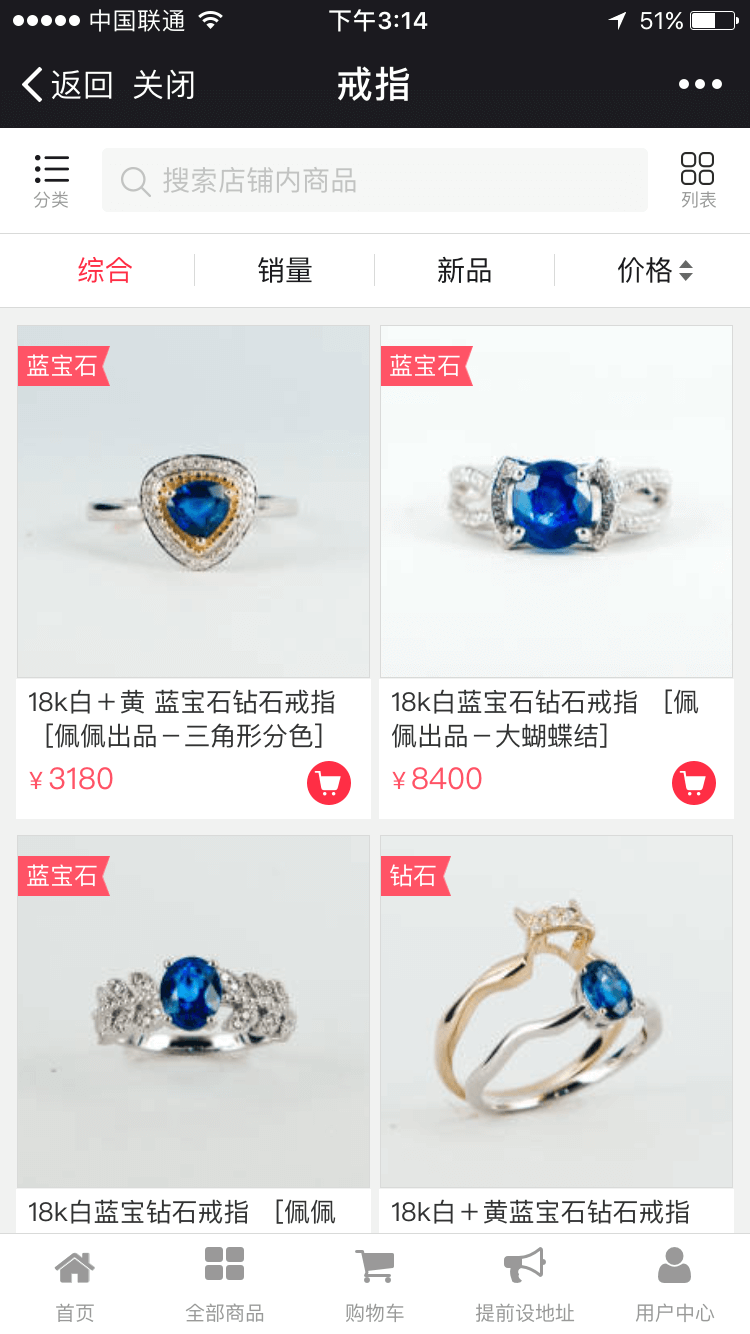 中国联通 下午3:14 51%
返回 关闭 戒指
搜索店铺内商品
分类 列表
综合 销量 新品 价格
蓝宝石 蓝宝石
18k白＋黄 蓝宝石钻石戒指
［佩佩出品－三角形分色］
¥3180
18k白蓝宝石钻石戒指 ［佩
佩出品－大蝴蝶结］
¥8400
蓝宝石 钻石
18k白蓝宝钻石戒指 ［佩佩
18k白＋黄蓝宝石钻石戒指
首页 全部商品 购物车 提前设地址 用户中心